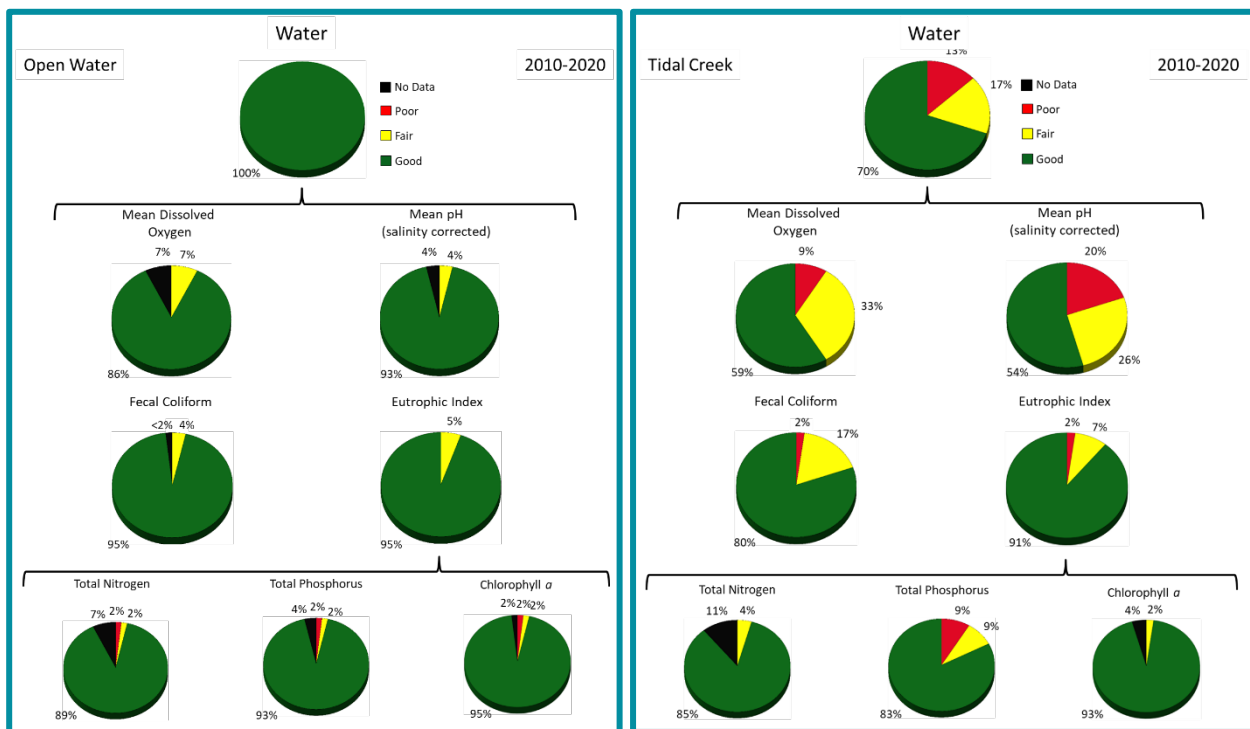 Water
Open Water
2010-2020
No Data
Poor
Fair
Good
100%
Mean Dissolved
Oxygen
7%
7%
86%
Mean pH
(salinity corrected)
4%
4%
93%
Fecal Coliform
<2%
4%
95%
Eutrophic Index
5%
95%
Total Nitrogen
7%
2%
2%
89%
Total Phosphorus
4%
2%
2%
93%
Chlorophyll a
2%
2%
2%
95%
Water
Tidal Creek
2010-2020
13%
17%
70%
No Data
Poor
Fair
Good
Mean Dissolved
Oxygen
9%
33%
59%
Mean pH
(salinity corrected)
20%
26%
54%
Fecal Coliform
2%
17%
80%
Eutrophic Index
2%
7%
91%
Total Nitrogen
11%
4%
85%
Total Phosphorus
9%
9%
83%
Chlorophyll a
4%
2%
93%